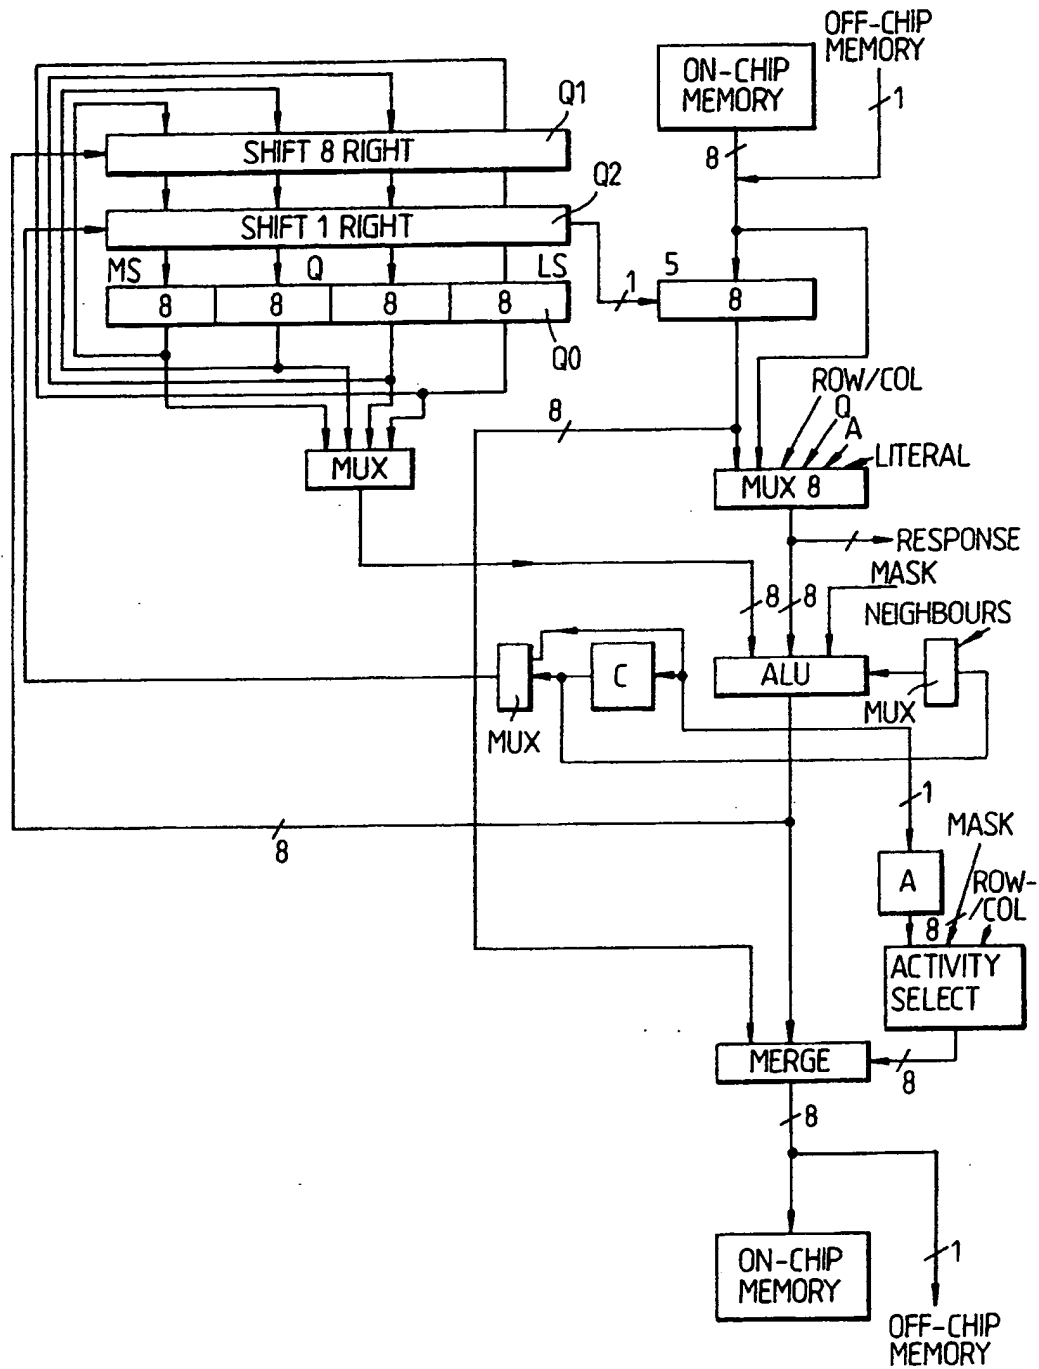 OFF-CHIP
MEMORY
ON-CHIP
MEMORY
1
8
Q1
SHIFT 8 RIGHT
Q2
SHIFT 1 RIGHT
MS
Q
LS
8
8
8
8
Q0
1
5
8
ROW/COL
Q
A
LITERAL
8
MUX
MUX 8
RESPONSE
MASK
8
8
NEIGHBOURS
C
ALU
MUX
MUX
1
8
MASK
A
ROW-
/COL
8
ACTIVITY
SELECT
MERGE
8
8
ON-CHIP
MEMORY
1
OFF-CHIP
MEMORY